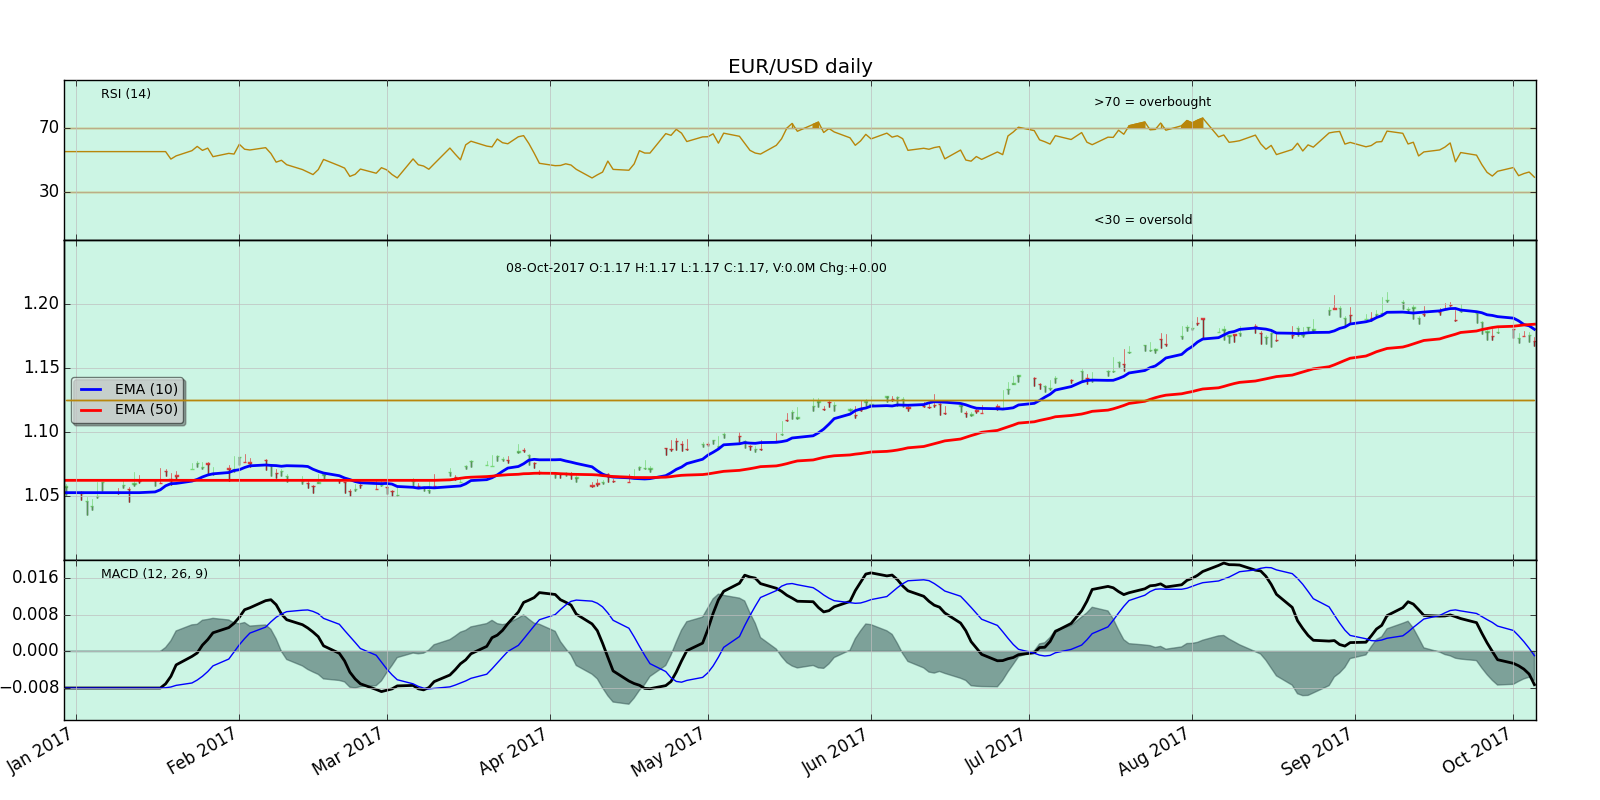 EUR/USD daily
RSI (14)
>70 = overbought
70
30
<30 = oversold
08-Oct-2017 O:1.17 H:1.17 L:1.17 C:1.17, V:0.0M Chg:+0.00
1.20
1.15
1.10
1.05
EMA (10)
EMA (50)
MACD (12, 26, 9)
0.016
0.008
0.000
−0.008
Jan 2017
Feb 2017
Mar 2017
Apr 2017
May 2017
Jun 2017
Jul 2017
Aug 2017
Sep 2017
Oct 2017